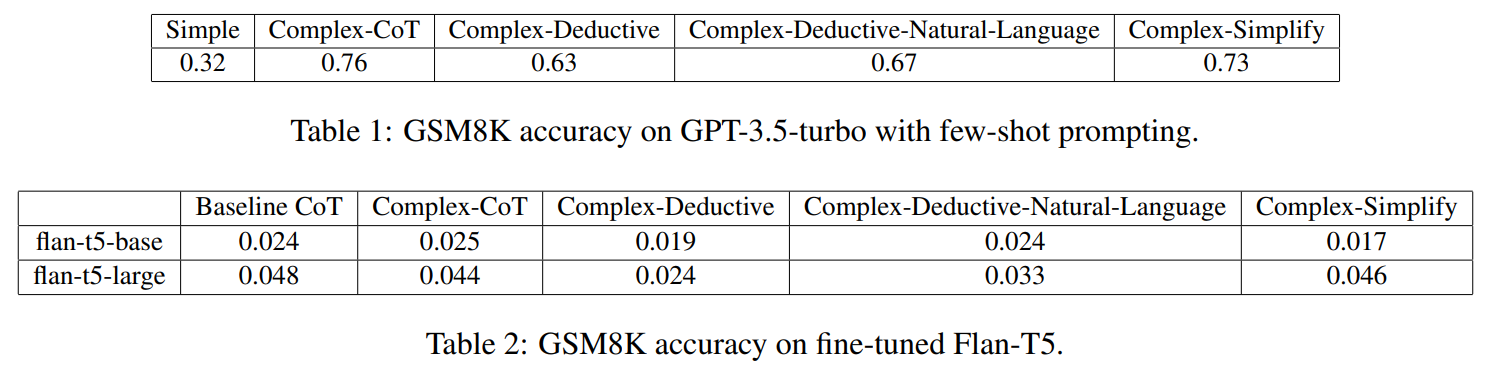 Simple Complex-CoT Complex-Deductive Complex-Deductive-Natural-Language Complex-Simplify
0.32 0.76 0.63 0.67 0.73
Table 1: GSM8K accuracy on GPT-3.5-turbo with few-shot prompting.
Baseline CoT Complex-CoT Complex-Deductive Complex-Deductive-Natural-Language Complex-Simplify
flan-t5-base 0.024 0.025 0.019 0.024 0.017
flan-t5-large 0.048 0.044 0.024 0.033 0.046
Table 2: GSM8K accuracy on fine-tuned Flan-T5.